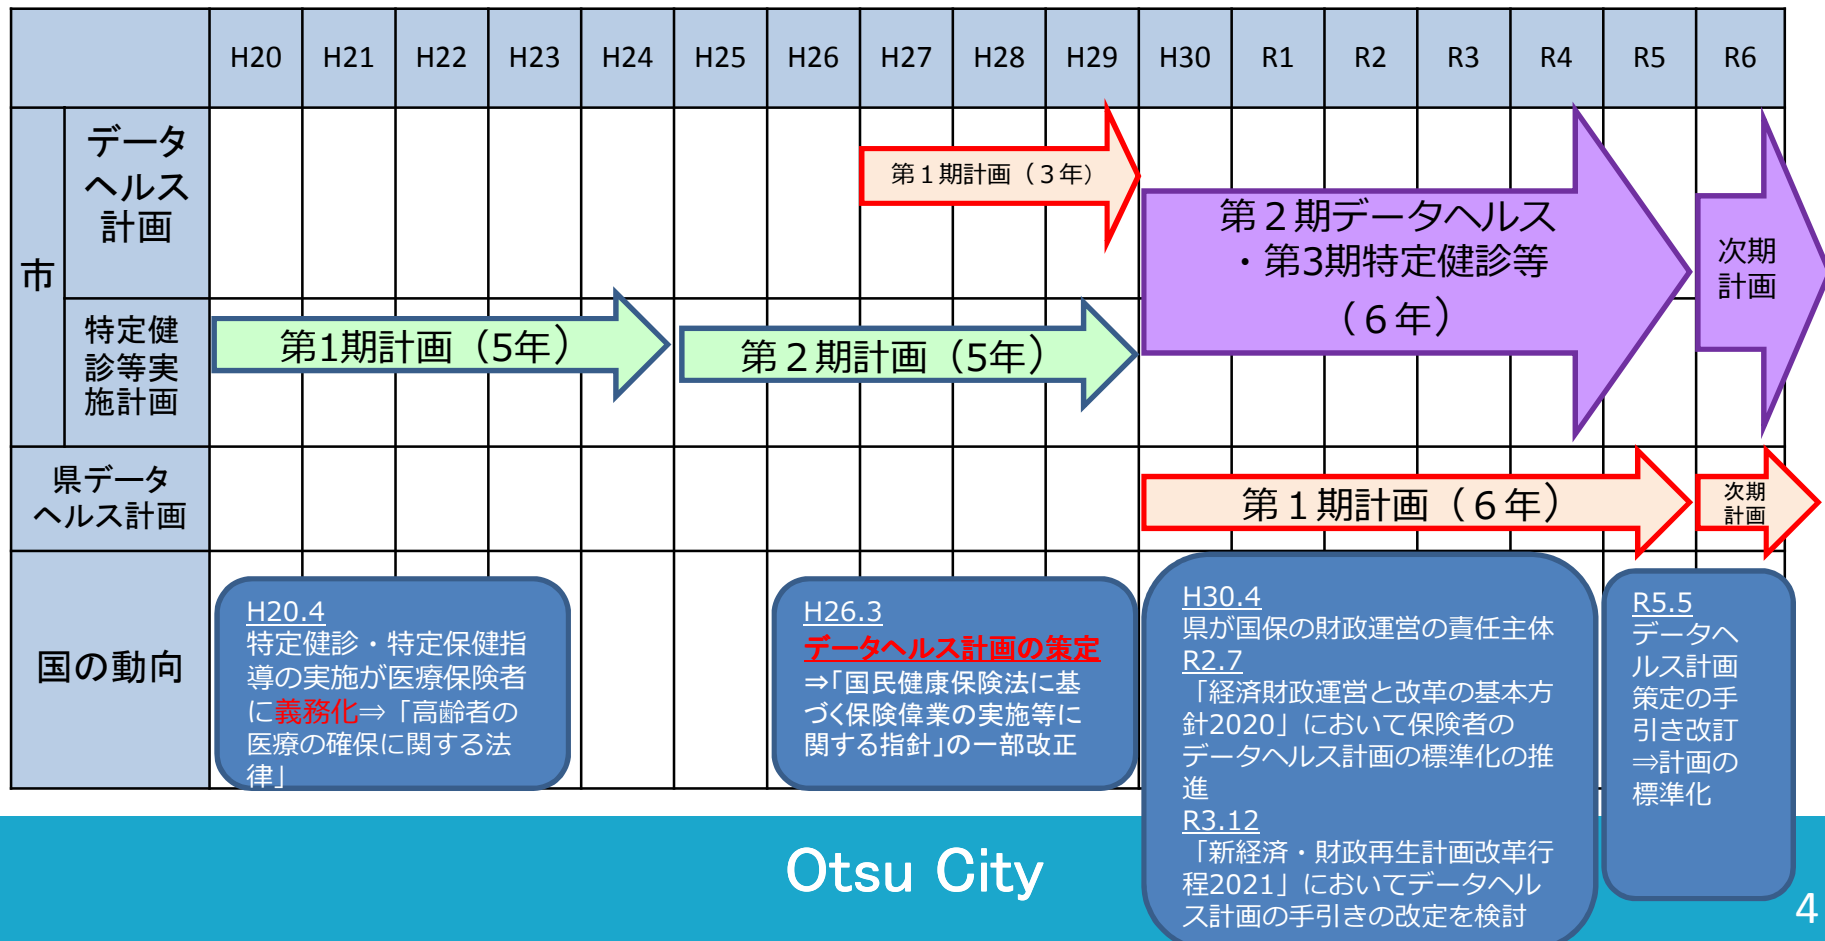 H20 H21 H22 H23 H24 H25 H26 H27 H28 H29 H30 R1 R2 R3 R4 R5 R6
市
データ
ヘルス
計画
第１期計画（３年）
第２期データヘルス
・第3期特定健診等
（６年）
次期
計画
特定健
診等実
施計画
第1期計画（5年）
第２期計画（5年）
県データ
ヘルス計画
第１期計画（６年）
次期
計画
国の動向
H20.4
特定健診・特定保健指
導の実施が医療保険者
に義務化⇒「高齢者の
医療の確保に関する法
律」
H26.3
データヘルス計画の策定
⇒「国民健康保険法に基
づく保険偉業の実施等に
関する指針」の一部改正
H30.4
県が国保の財政運営の責任主体
R2.7
「経済財政運営と改革の基本方
針2020」において保険者の
データヘルス計画の標準化の推
進
R3.12
「新経済・財政再生計画改革行
程2021」においてデータヘル
ス計画の手引きの改定を検討
R5.5
データヘ
ルス計画
策定の手
引き改訂
⇒計画の
標準化
Otsu City
4